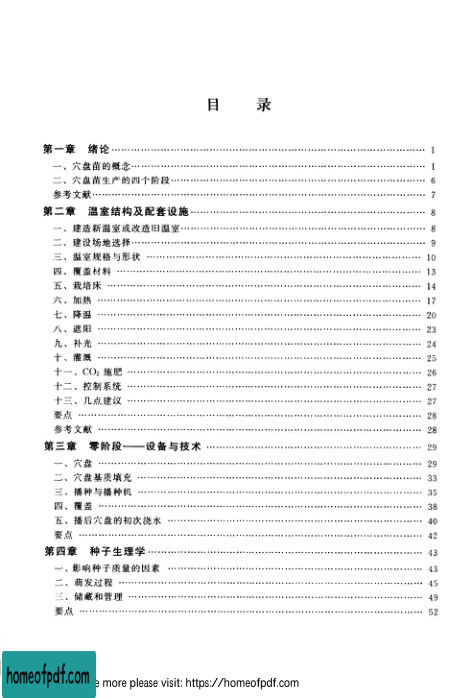 目 录
第一章 绪论 1
一、穴盘苗的概念 1
二、穴盘苗生产的四个阶段 6
参考文献 7
第二章 温室结构及配套设施 8
一、建造新温室或改造旧温室 8
二、建设场地选择 9
三、温室规格与形状 10
四、覆盖材料 13
五、栽培床 14
六、加热 17
七、降温 20
八、遮阳 23
九、补光 24
十、灌溉 25
十一、CO₂ 施肥 26
十二、控制系统 27
十三、几点建议 27
要点 28
参考文献 28
第三章 零阶段——设备与技术 29
一、穴盘 29
二、穴盘基质填充 33
三、播种与播种机 35
四、覆盖 38
五、播后穴盘的初次浇水 40
要点 42
第四章 种子生理学 43
一、影响种子质量的因素 43
二、萌发过程 45
三、储藏和管理 49
要点 52
homeofpdf.com
e more please visit: https://homeofpdf.com